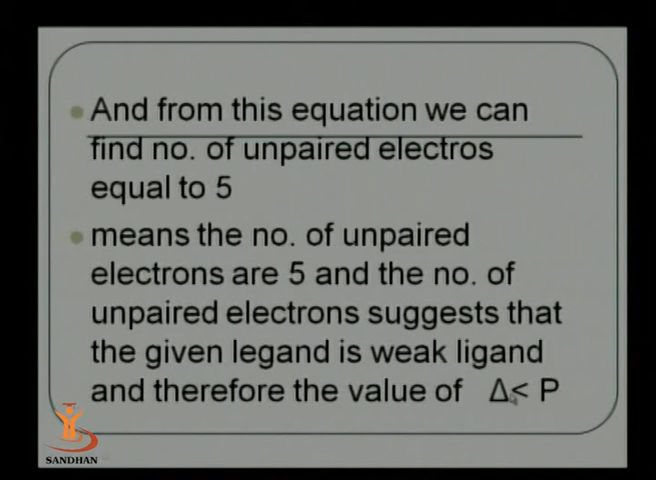 And from this equation we can
find no. of unpaired electros
equal to 5
means the no. of unpaired
electrons are 5 and the no. of
unpaired electrons suggests that
the given legand is weak ligand
and therefore the value of Δ< P
SANDHAN